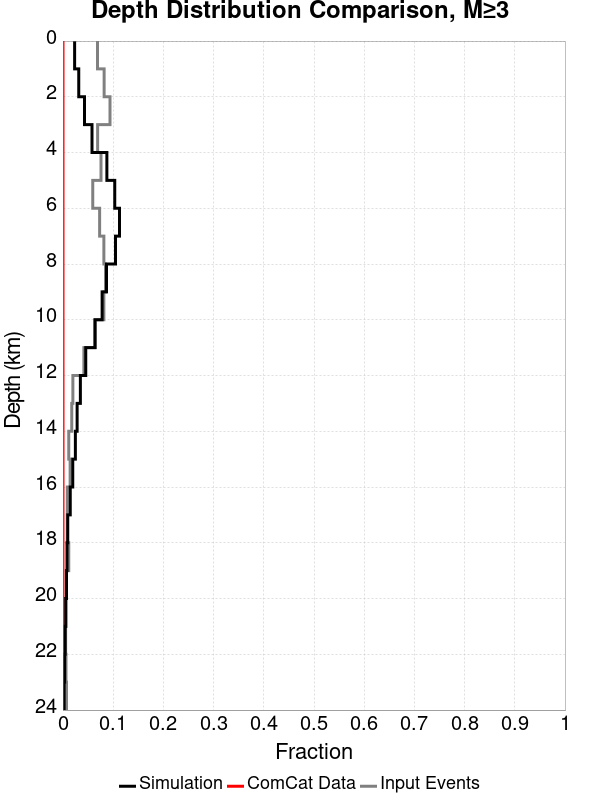 Depth Distribution Comparison, M≥3
0
2
4
6
8
10
12
14
16
18
20
22
24
Depth (km)
0 0.1 0.2 0.3 0.4 0.5 0.6 0.7 0.8 0.9 1
Fraction
Simulation ComCat Data Input Events